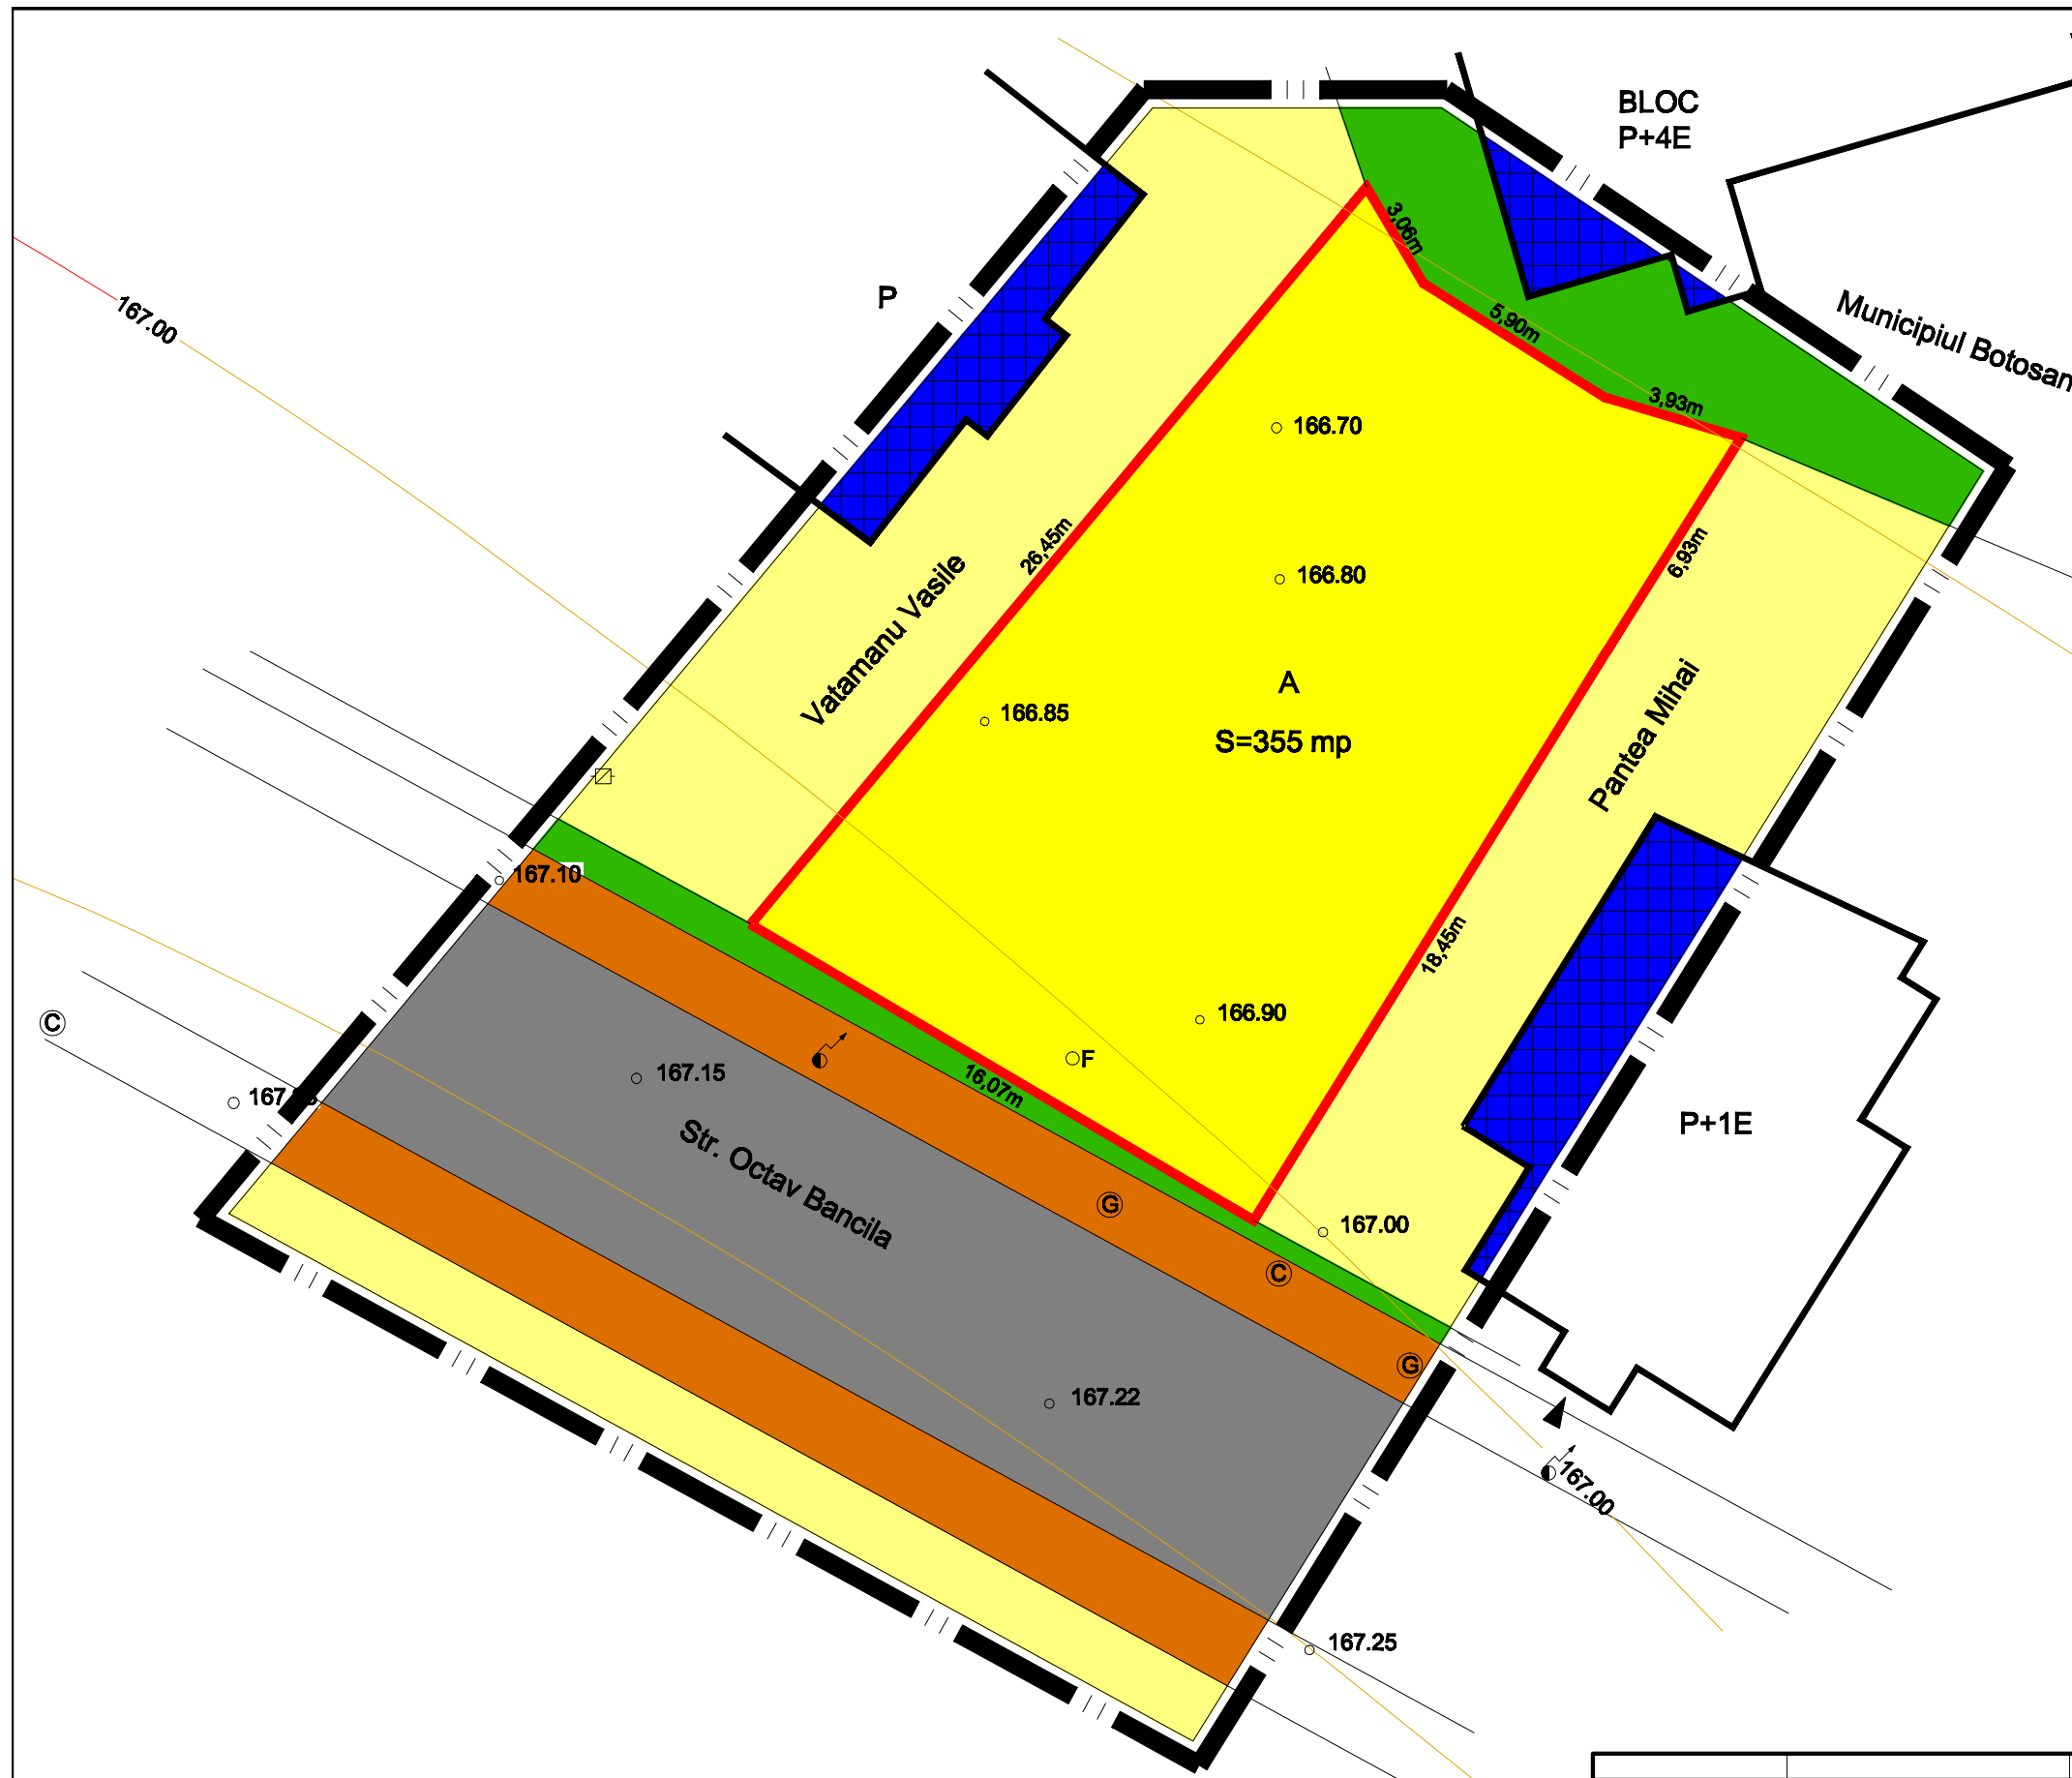 BLOC
P+4E
Municipiul Botosan
P
167.00
3,06m
5,90m
3,93m
166.70
26,45m
6,93m
166.80
Vatamanu Vasile
A
166.85
S=355 mp
Pantea Mihai
167.10
18,45m
166.90
C
F
167.15
16,07m
167.
Str. Octav Bancila
P+1E
G
167.00
C
G
167.22
167.00
167.25